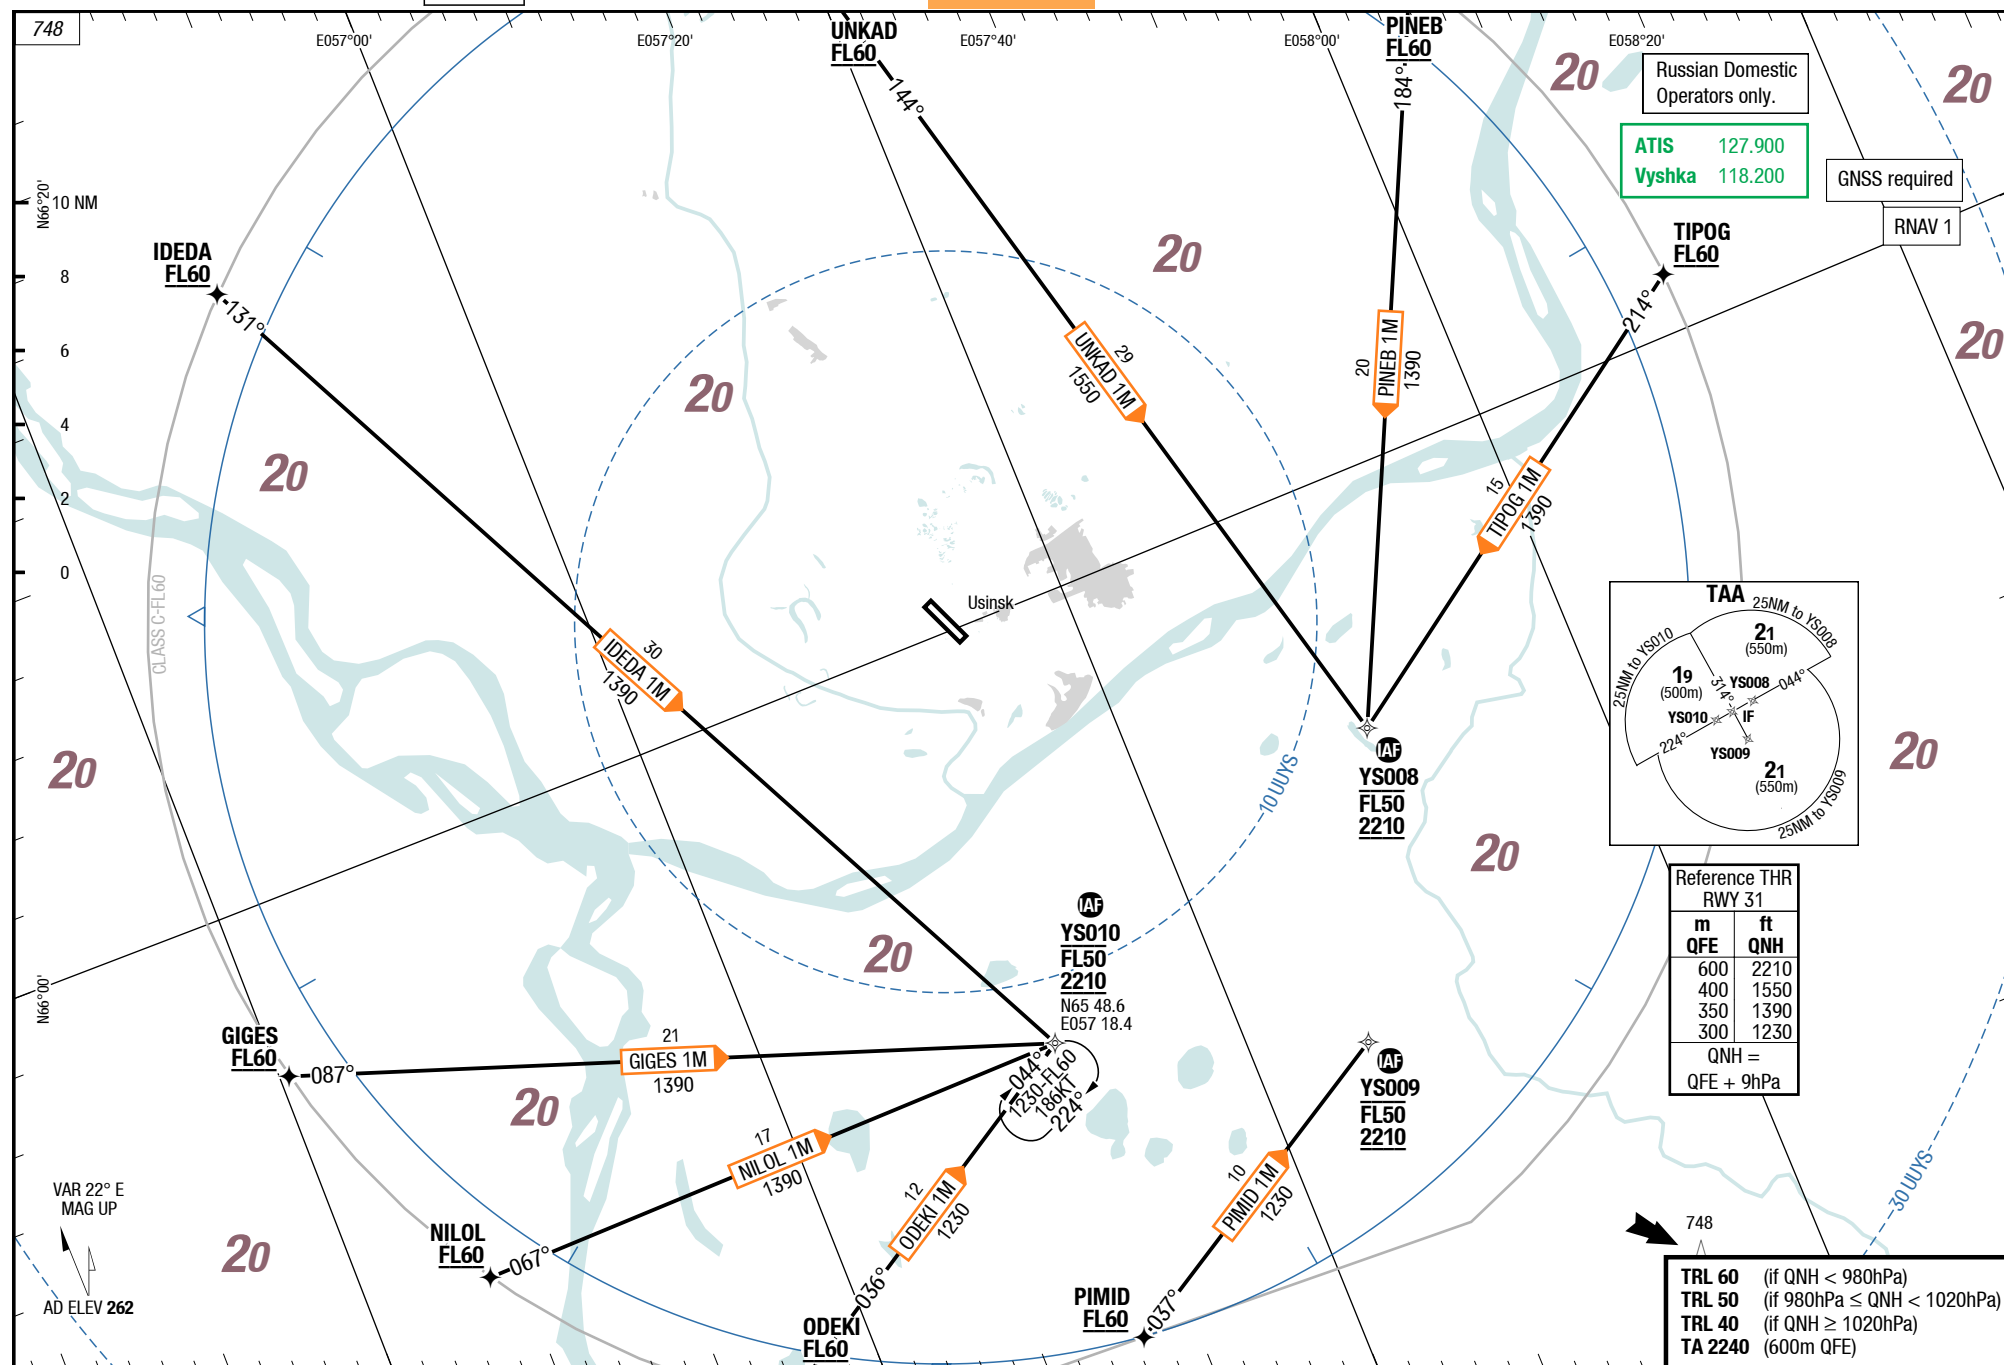 748
E057°00'
E057°20'
E057°40'
E058°00'
E058°20'
UNKAD
FL60
PINEB
FL60
Russian Domestic
Operators only.
ATIS 127.900
Vyshka 118.200
GNSS required
RNAV 1
TIPOG
FL60
IDEDA
FL60
N66°20'
10 NM
8
6
4
2
0
N66°00'
144°
184°
214°
131°
20
20
20
20
20
20
20
20
20
20
20
20
29
UNKAD 1M
1550
20
PINEB 1M
1390
15
TIPOG 1M
1390
30
IDEDA 1M
1390
CLASS C-FL60
Usinsk
10 UUYS
30 UUYS
IAF
YS008
FL50
2210
TAA
25NM to YS008
25NM to YS010
25NM to YS009
21
(550m)
19
(500m)
314°
YS008
044°
YS010
IF
224°
YS009
21
(550m)
Reference THR
RWY 31
m ft
QFE QNH
600 2210
400 1550
350 1390
300 1230
QNH =
QFE + 9hPa
IAF
YS010
FL50
2210
N65 48.6
E057 18.4
GIGES
FL60
087°
21
GIGES 1M
1390
044°
1230-FL60
186KT
224°
IAF
YS009
FL50
2210
17
NILOL 1M
1390
12
ODEKI 1M
1230
10
PIMID 1M
1230
NILOL
FL60
067°
036°
ODEKI
FL60
037°
PIMID
FL60
VAR 22° E
MAG UP
AD ELEV 262
748
TRL 60 (if QNH < 980hPa)
TRL 50 (if 980hPa ≤ QNH < 1020hPa)
TRL 40 (if QNH ≥ 1020hPa)
TA 2240 (600m QFE)